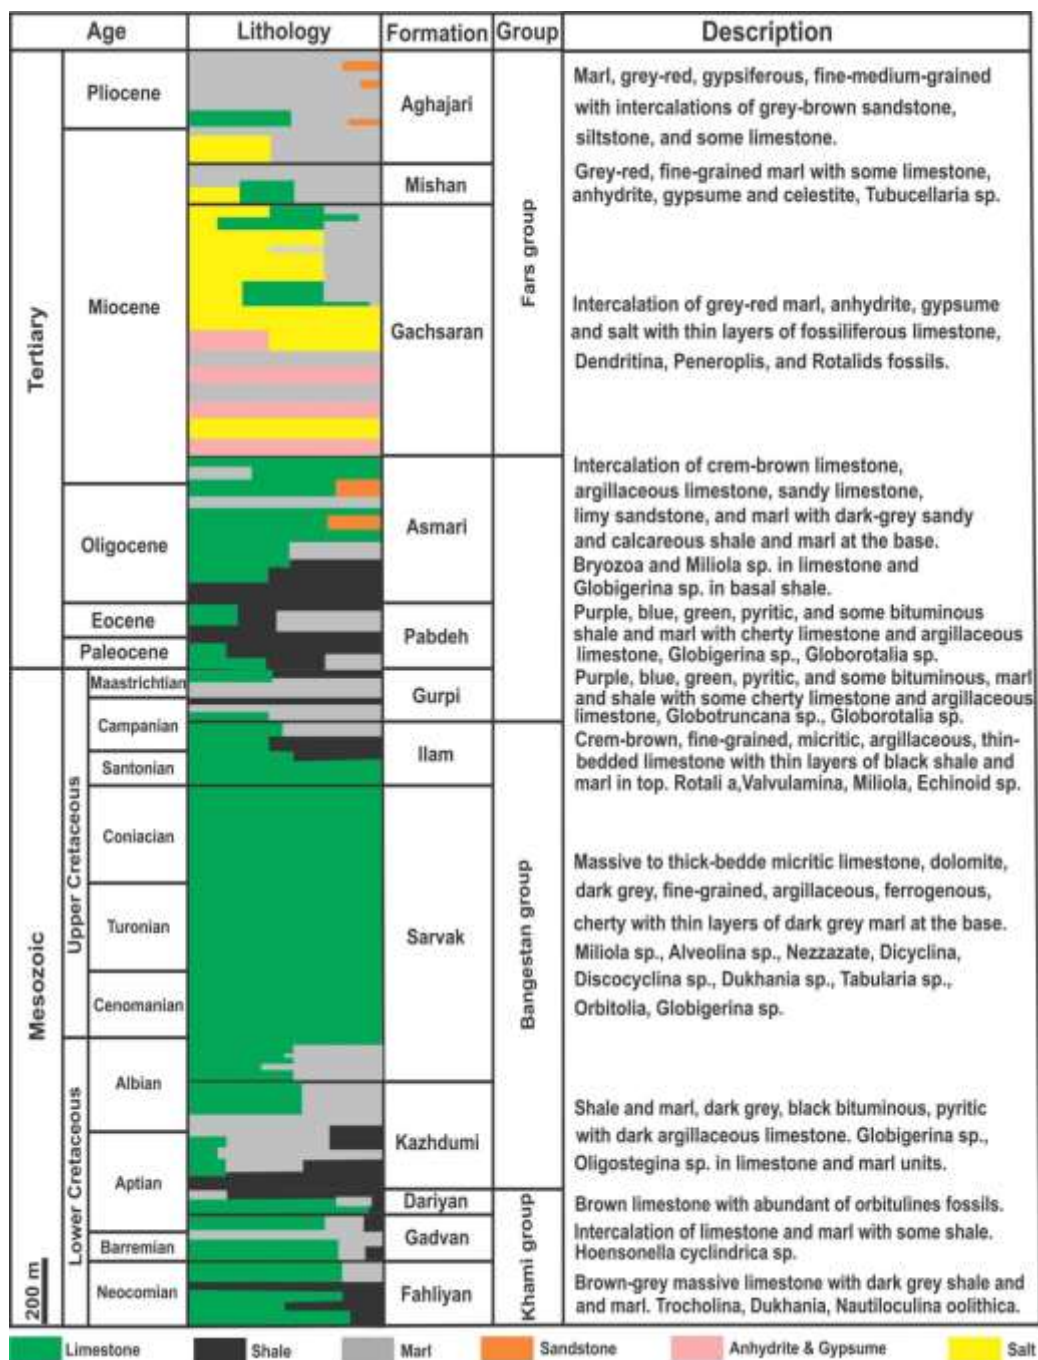 Age Lithology Formation Group Description
Tertiary
Pliocene
Miocene
Oligocene
Eocene
Paleocene
Mesozoic
Upper Cretaceous
Maastrichtian
Campanian
Santonian
Coniacian
Turonian
Cenomanian
Lower Cretaceous
Albian
Aptian
Barremian
Neocomian
200 m
Aghajari
Mishan
Gachsaran
Asmari
Pabdeh
Gurpi
Ilam
Sarvak
Kazhdumi
Dariyan
Gadvan
Fahliyan
Fars group
Bangestan group
Khami group
Marl, grey-red, gypsiferous, fine-medium-grained
with intercalations of grey-brown sandstone,
siltstone, and some limestone.
Grey-red, fine-grained marl with some limestone,
anhydrite, gypsume and celestite, Tubucellaria sp.
Intercalation of grey-red marl, anhydrite, gypsume
and salt with thin layers of fossiliferous limestone,
Dendritina, Peneroplis, and Rotalids fossils.
Intercalation of crem-brown limestone,
argillaceous limestone, sandy limestone,
limy sandstone, and marl with dark-grey sandy
and calcareous shale and marl at the base.
Bryozoa and Miliola sp. in limestone and
Globigerina sp. in basal shale.
Purple, blue, green, pyritic, and some bituminous
shale and marl with cherty limestone and argillaceous
limestone, Globigerina sp., Globorotalia sp.
Purple, blue, green, pyritic, and some bituminous, marl
and shale with some cherty limestone and argillaceous
limestone, Globotruncana sp., Globorotalia sp.
Crem-brown, fine-grained, micritic, argillaceous, thin-
bedded limestone with thin layers of black shale and
marl in top. Rotali a,Valvulamina, Miliola, Echinoid sp.
Massive to thick-bedde micritic limestone, dolomite,
dark grey, fine-grained, argillaceous, ferrogenous,
cherty with thin layers of dark grey marl at the base.
Miliola sp., Alveolina sp., Nezzazate, Dicyclina,
Discocyclina sp., Dukhania sp., Tabularia sp.,
Orbitolia, Globigerina sp.
Shale and marl, dark grey, black bituminous, pyritic
with dark argillaceous limestone. Globigerina sp.,
Oligostegina sp. in limestone and marl units.
Brown limestone with abundant of orbitulines fossils.
Intercalation of limestone and marl with some shale.
Hoensonella cyclindrica sp.
Brown-grey massive limestone with dark grey shale and
and marl. Trocholina, Dukhania, Nautiloculina oolithica.
Limestone Shale Marl Sandstone Anhydrite & Gypsume Salt